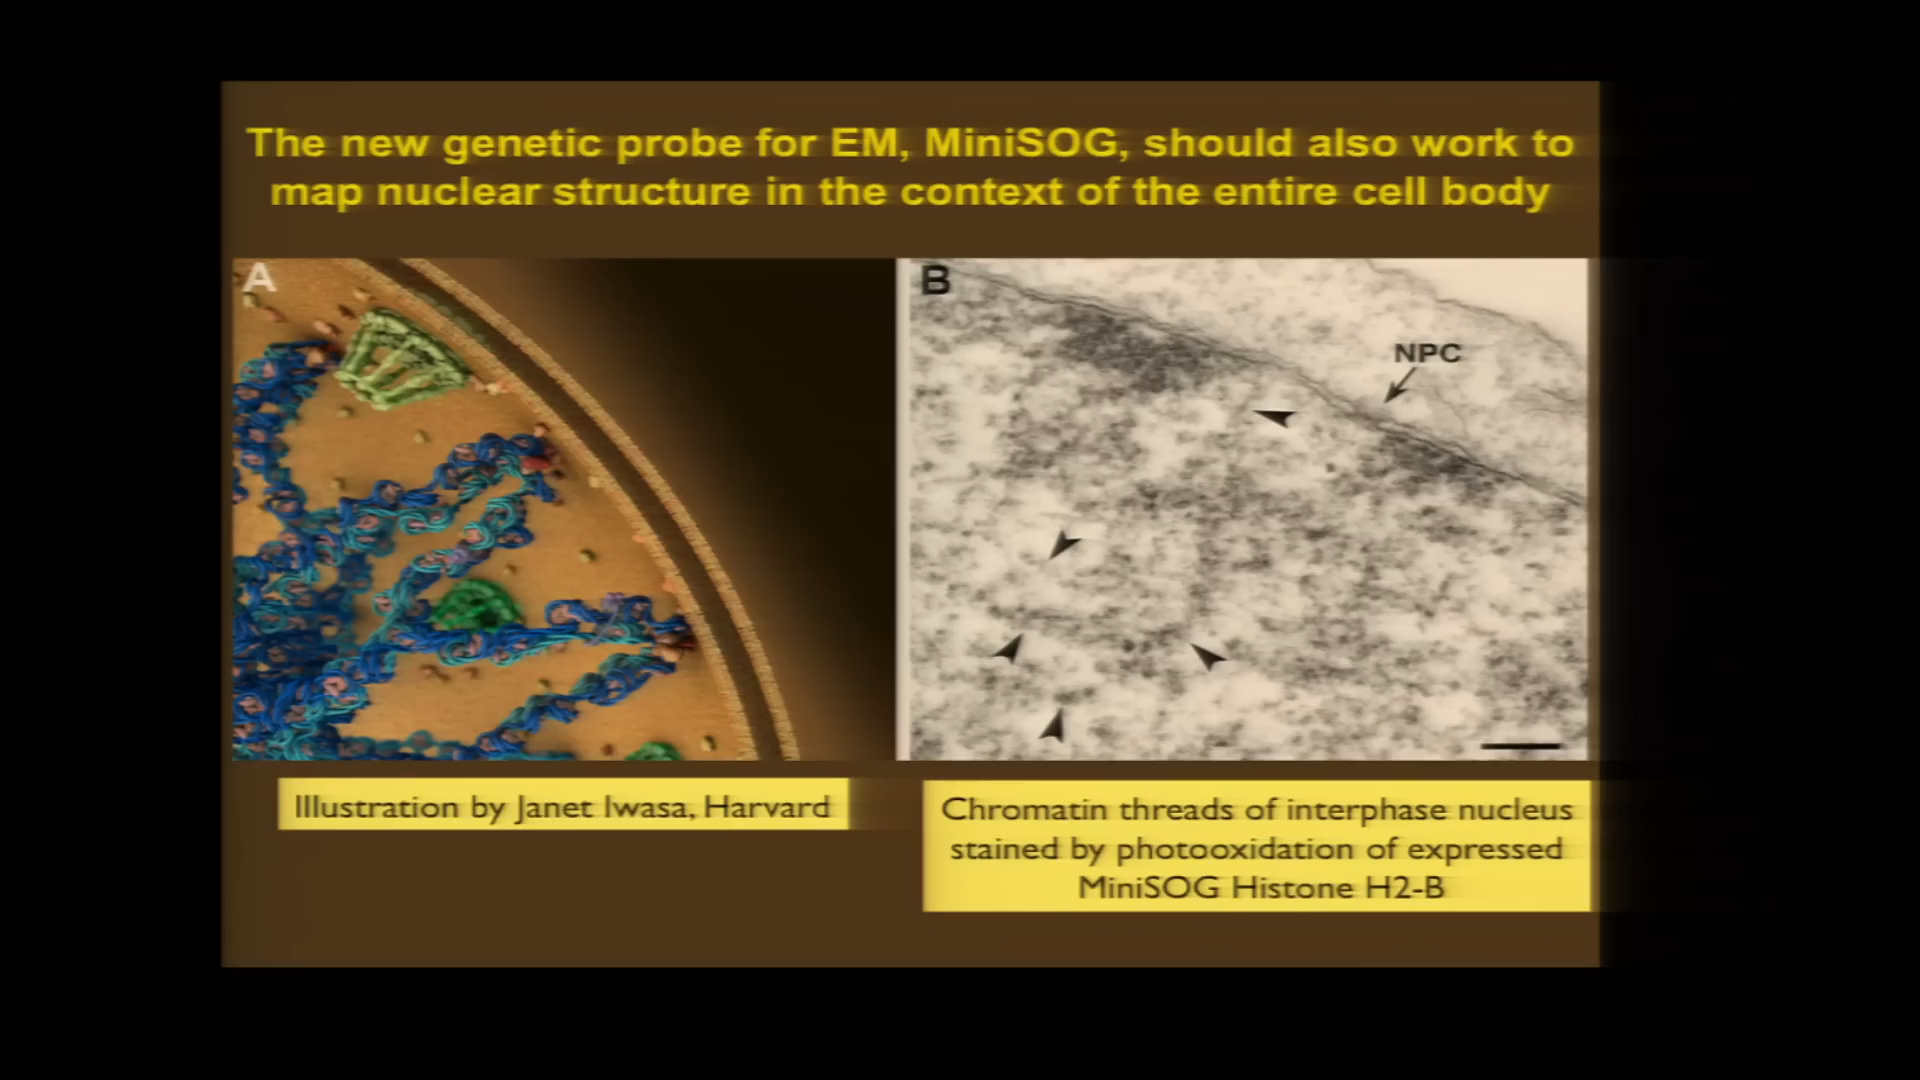 The new genetic probe for EM, MiniSOG, should also work to
map nuclear structure in the context of the entire cell body
A
B
NPC
Illustration by Janet Iwasa, Harvard
Chromatin threads of interphase nucleus
stained by photooxidation of expressed
MiniSOG Histone H2-B